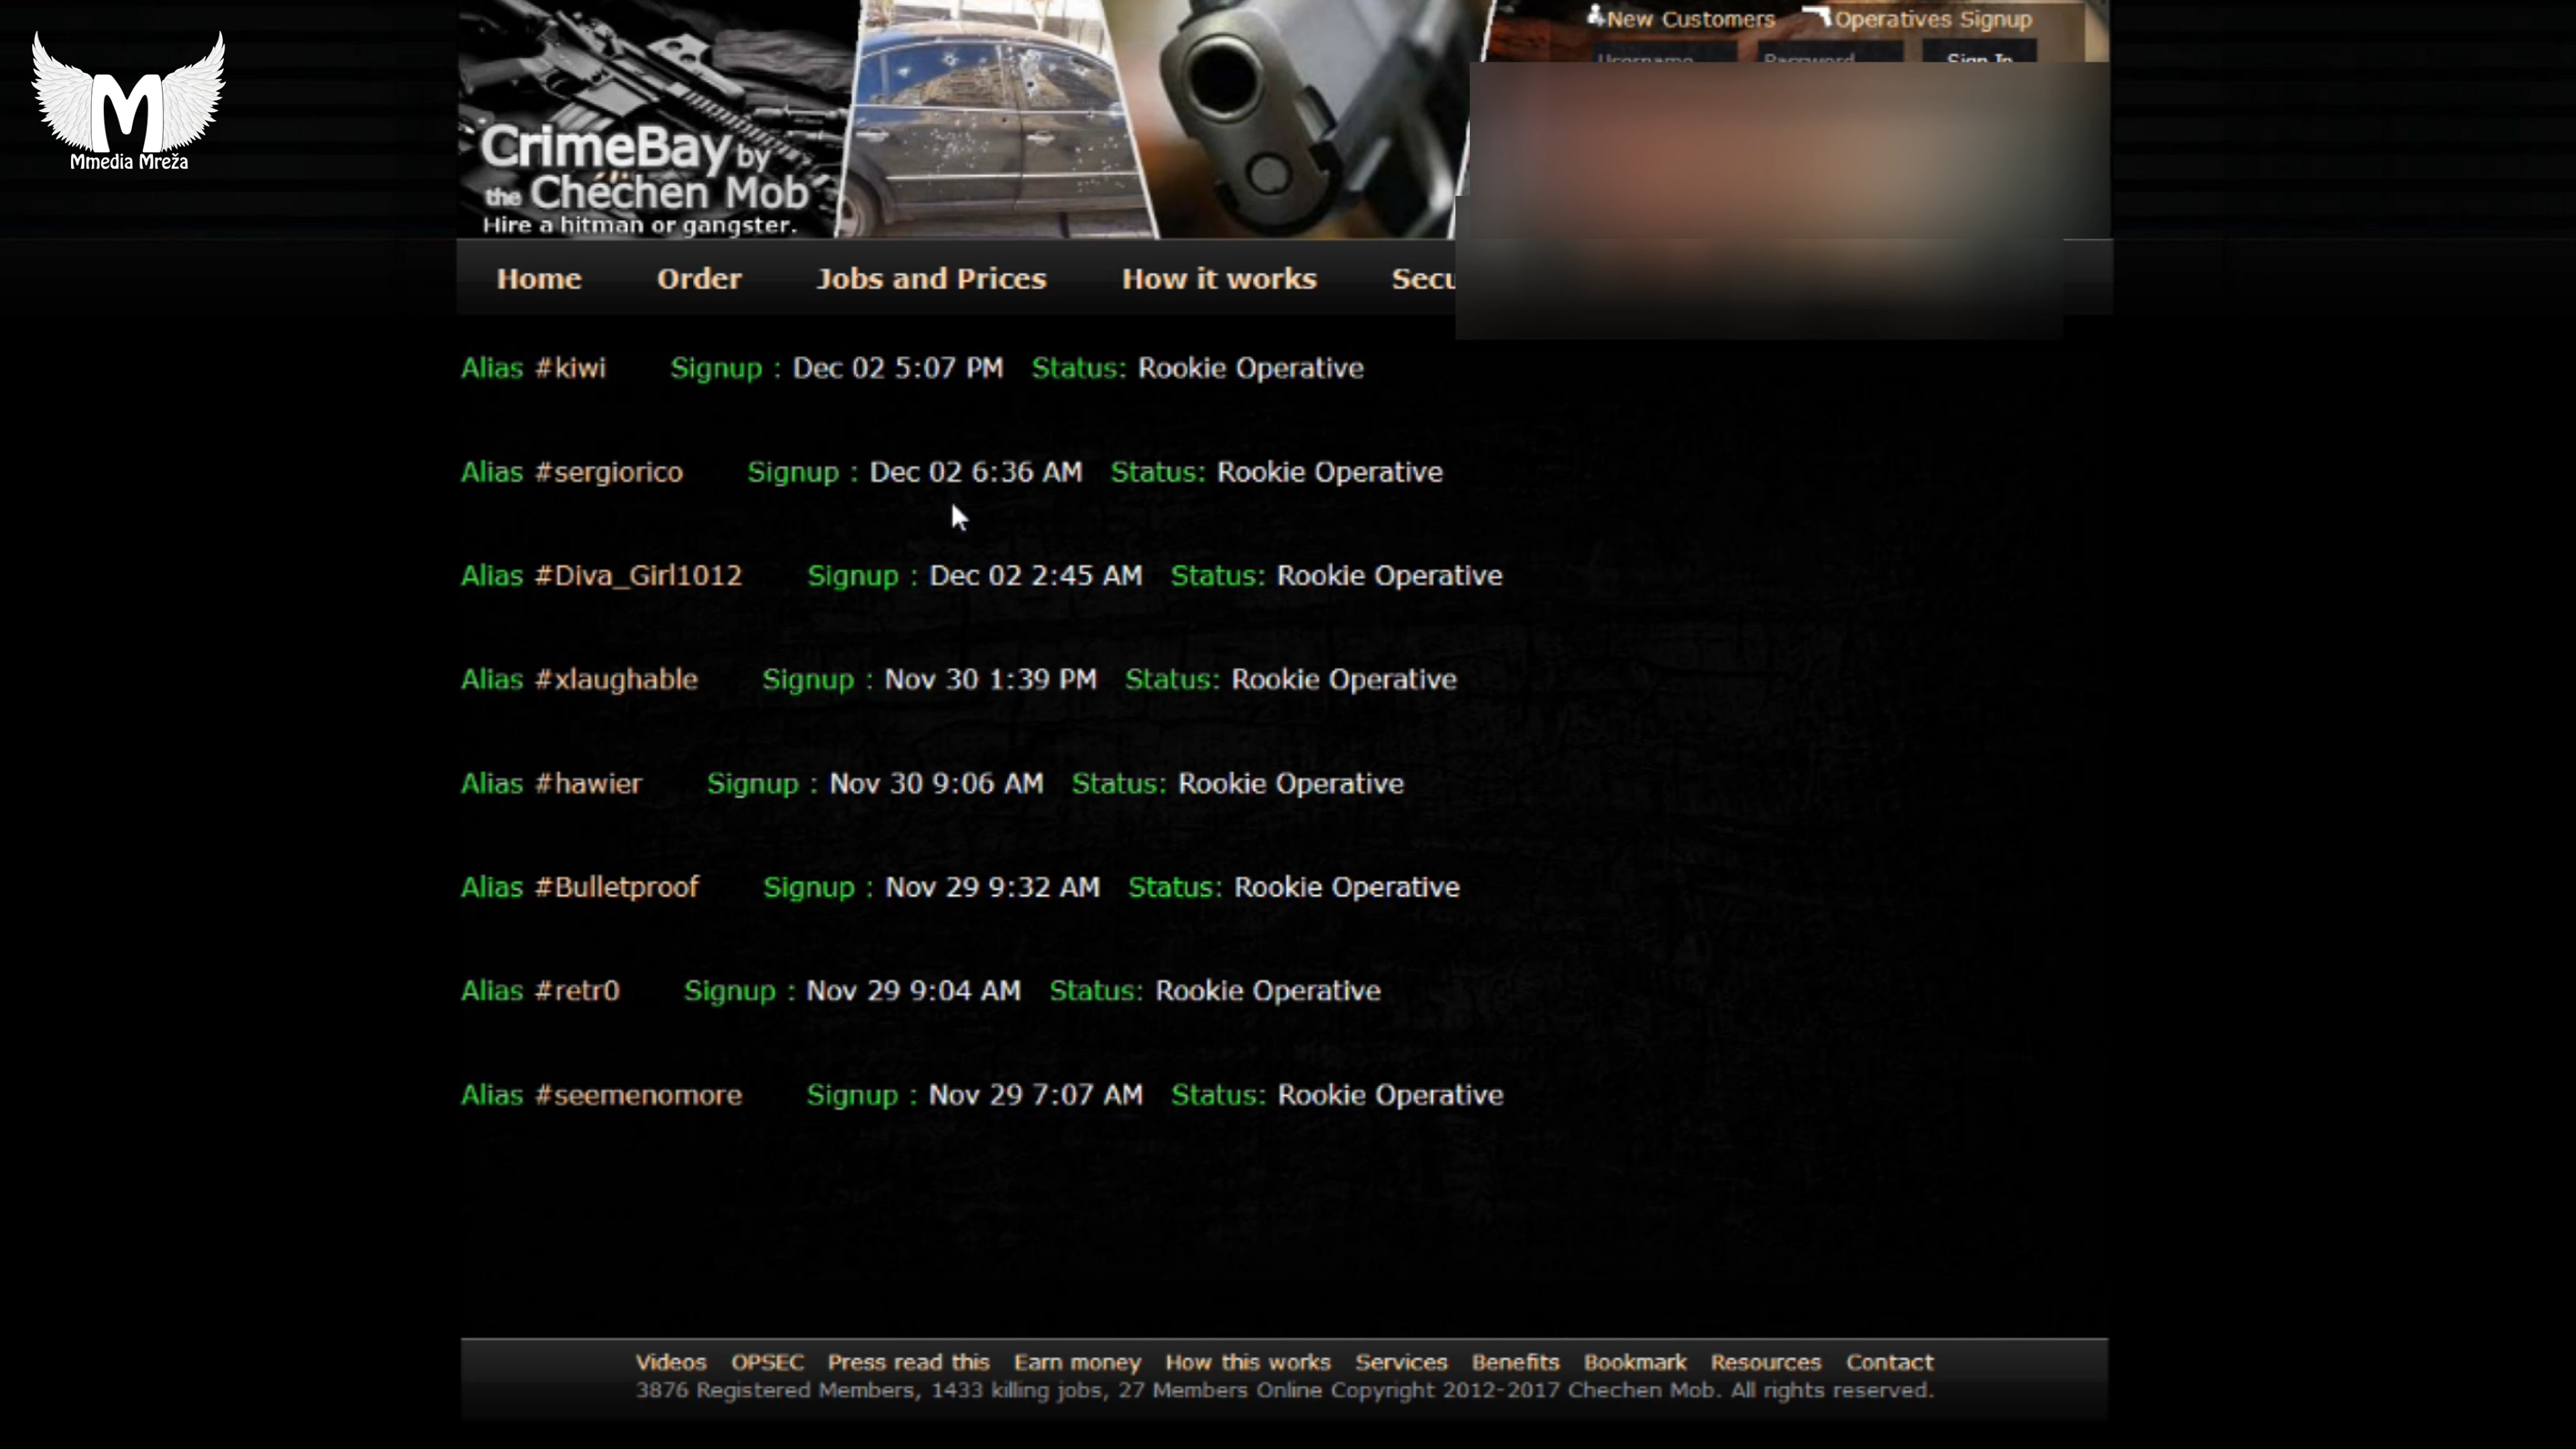 M
Mmedia Mreža
New Customers Operatives Signup
Username Password Sign In
CrimeBay by
the Chechen Mob
Hire a hitman or gangster.
Home Order Jobs and Prices How it works Secu
Alias #kiwi Signup : Dec 02 5:07 PM Status: Rookie Operative
Alias #sergiorico Signup : Dec 02 6:36 AM Status: Rookie Operative
Alias #Diva_Girl1012 Signup : Dec 02 2:45 AM Status: Rookie Operative
Alias #xlaughable Signup : Nov 30 1:39 PM Status: Rookie Operative
Alias #hawier Signup : Nov 30 9:06 AM Status: Rookie Operative
Alias #Bulletproof Signup : Nov 29 9:32 AM Status: Rookie Operative
Alias #retr0 Signup : Nov 29 9:04 AM Status: Rookie Operative
Alias #seemenomore Signup : Nov 29 7:07 AM Status: Rookie Operative
Videos OPSEC Press read this Earn money How this works Services Benefits Bookmark Resources Contact
3876 Registered Members, 1433 killing jobs, 27 Members Online Copyright 2012-2017 Chechen Mob. All rights reserved.